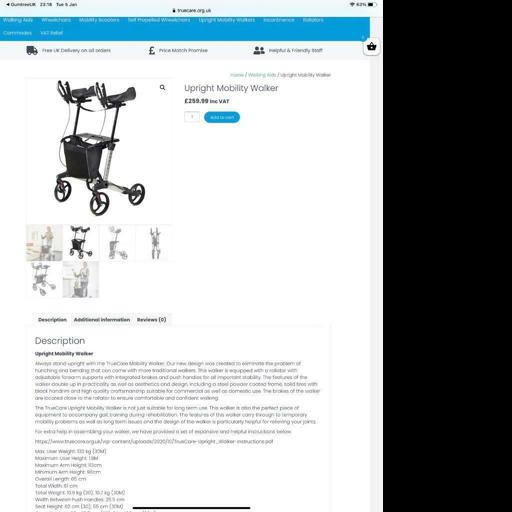 GumtreeUK 23:18 Tue 5 Jan 62%
truecare.org.uk
Walking Aids Wheelchairs Mobility Scooters Self Propelled Wheelchairs Upright Mobility Walkers Incontinence Rollators
Commodes VAT Relief
Free UK Delivery on all orders £ Price Match Promise Helpful & Friendly Staff
Home / Walking Aids / Upright Mobility Walker
Upright Mobility Walker
£259.99 inc VAT
1 Add to cart
Description Additional information Reviews (0)
Description
Upright Mobility Walker
Always stand upright with the TrueCare Mobility Walker. Our new design was created to eliminate the problem of
hunching and bending that can come with more traditional walkers. This walker is equipped with a rollator with
adjustable forearm supports with integrated brakes and push handles for all important stability. The features of the
walker double up in practicality as well as aesthetics and design, including a steel powder coated frame, solid tires with
black handrim and high quality craftsmanship suitable for commercial as well as domestic use. The brakes of the walker
are located close to the rollator to ensure comfortable and confident walking.
The TrueCare Upright Mobility Walker is not just suitable for long term use. This walker is also the perfect piece of
equipment to accompany gait training during rehabilitation. The features of this walker carry through to temporary
mobility problems as well as long term issues and the design of the walker is particularly helpful for relieving your joints.
For extra help in assembling your walker, we have provided a set of expansive and helpful instructions below.
https://www.truecare.org.uk/wp-content/uploads/2020/10/TrueCare-Upright_Walker-Instructions.pdf
Max. User Weight: 133 kg (30M)
Maximum User Height: 1.9M
Maximum Arm Height: 113cm
Minimum Arm Height: 96cm
Overall Length: 65 cm
Total Width: 61 cm
Total Weight: 10.9 kg (30), 10.7 kg (30M)
Width Between Push Handles: 35.5 cm
Seat Height: 62 cm (30), 55 cm (30M)